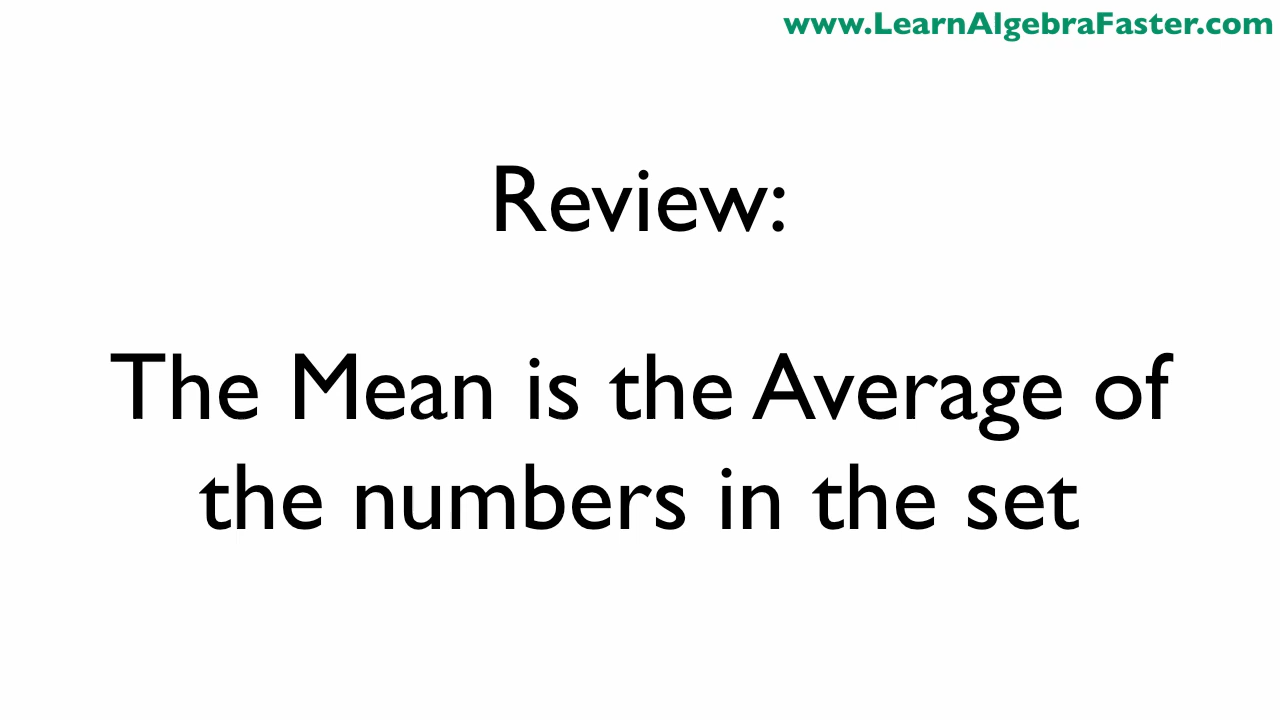 www.LearnAlgebraFaster.com
Review:
The Mean is the Average of
the numbers in the set